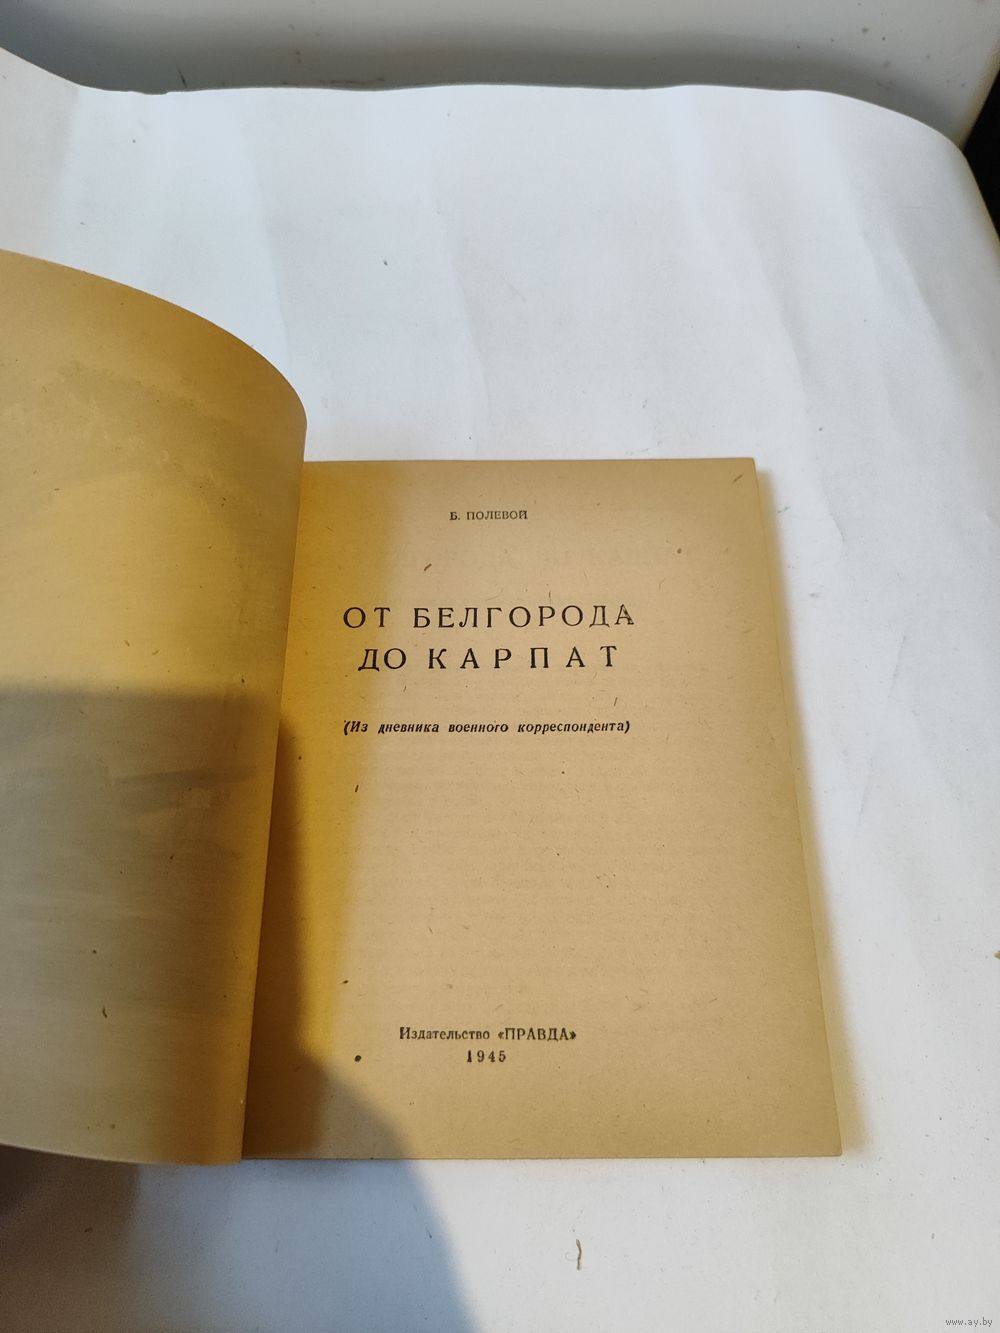 Б. ПОЛЕВОЙ
ОТ БЕЛГОРОДА
ДО КАРПАТ
(Из дневника военного корреспондента)
Издательство «ПРАВДА»
1945
www.ay.by